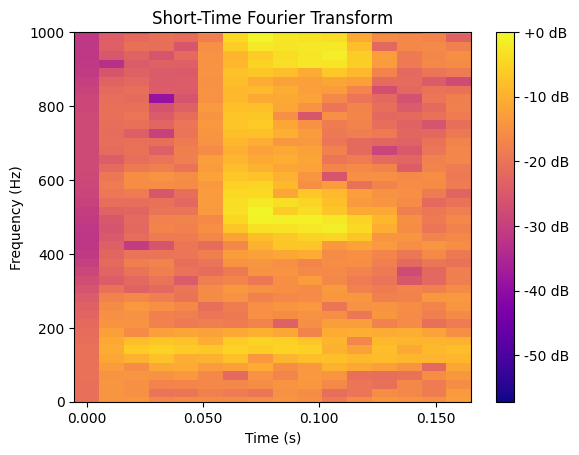 Short-Time Fourier Transform
1000
800
600
400
200
0
Frequency (Hz)
0.000
0.050
0.100
0.150
Time (s)
+0 dB
-10 dB
-20 dB
-30 dB
-40 dB
-50 dB